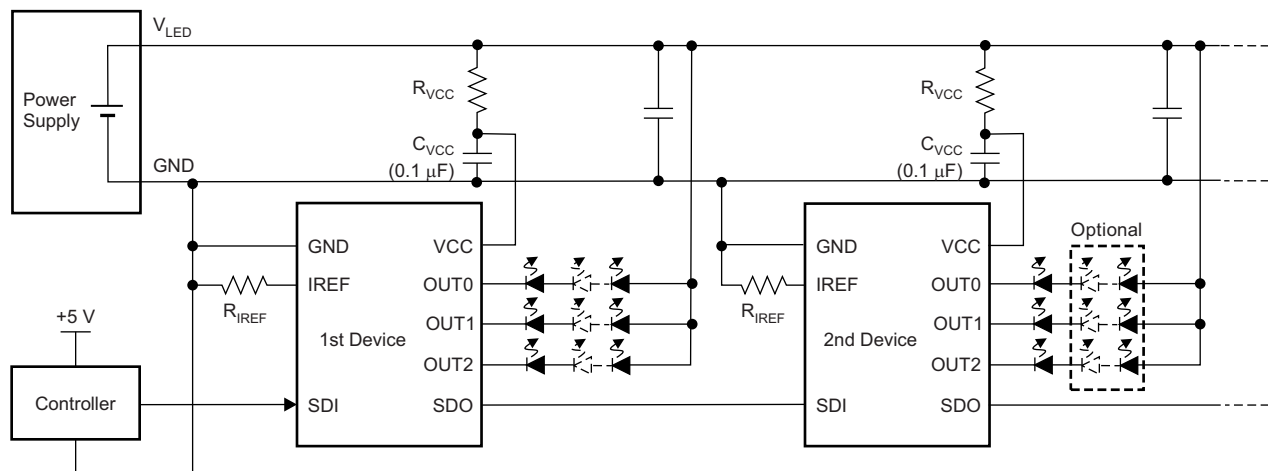 V_LED
Power
Supply
GND
R_VCC
C_VCC
(0.1 μF)
R_VCC
C_VCC
(0.1 μF)
GND
VCC
IREF
OUT0
R_IREF
OUT1
1st Device
OUT2
SDI
SDO
GND
VCC
Optional
IREF
OUT0
R_IREF
OUT1
2nd Device
OUT2
SDI
SDO
+5 V
Controller